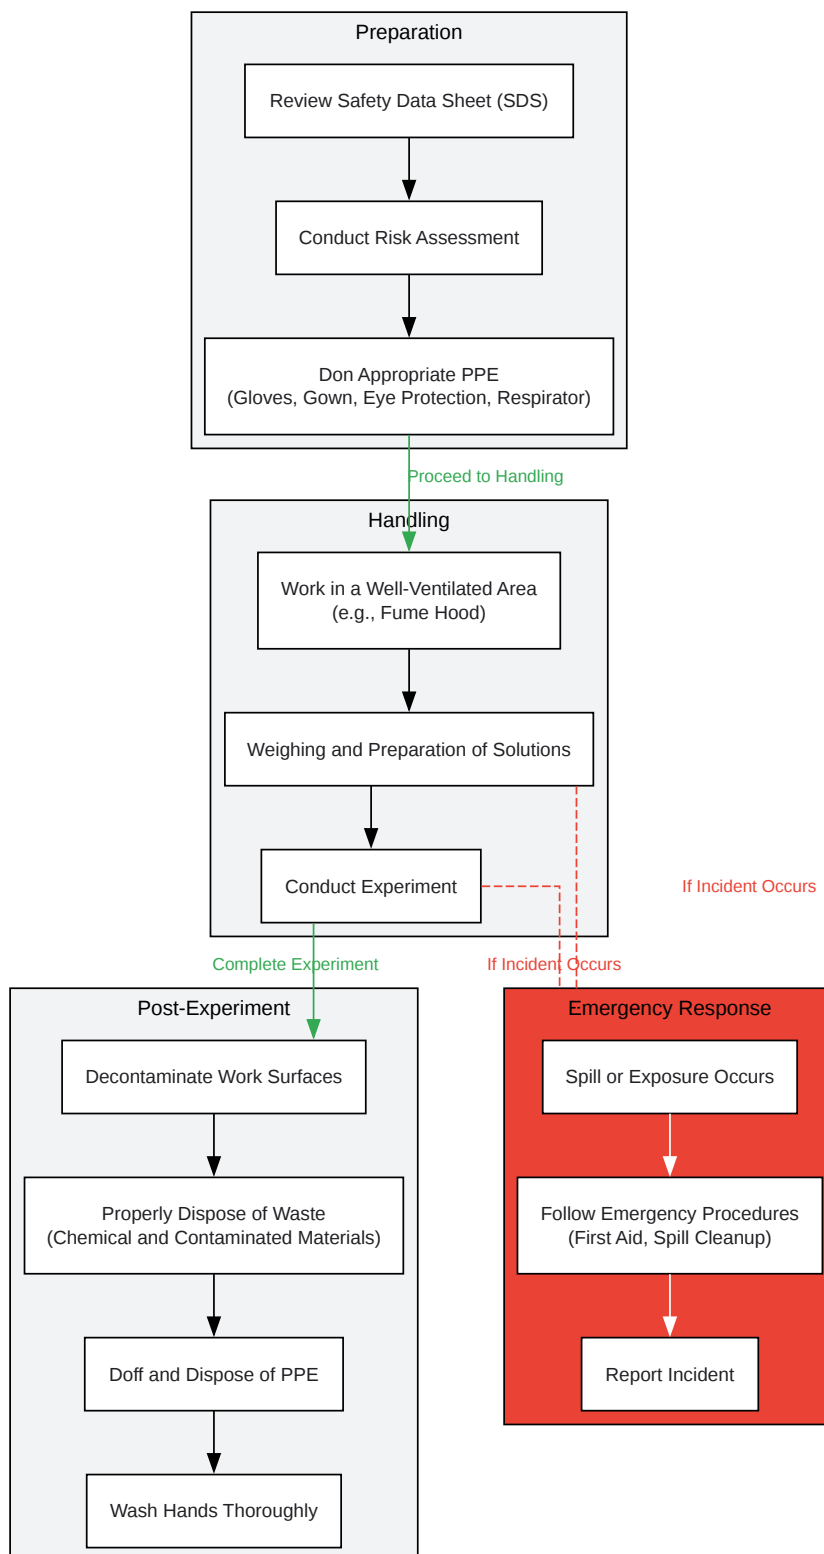 Preparation
Review Safety Data Sheet (SDS)
Conduct Risk Assessment
Don Appropriate PPE
(Gloves, Gown, Eye Protection, Respirator)
Proceed to Handling
Handling
Work in a Well-Ventilated Area
(e.g., Fume Hood)
Weighing and Preparation of Solutions
Conduct Experiment
If Incident Occurs
Complete Experiment
If Incident Occurs
Post-Experiment
Decontaminate Work Surfaces
Properly Dispose of Waste
(Chemical and Contaminated Materials)
Doff and Dispose of PPE
Wash Hands Thoroughly
Emergency Response
Spill or Exposure Occurs
Follow Emergency Procedures
(First Aid, Spill Cleanup)
Report Incident